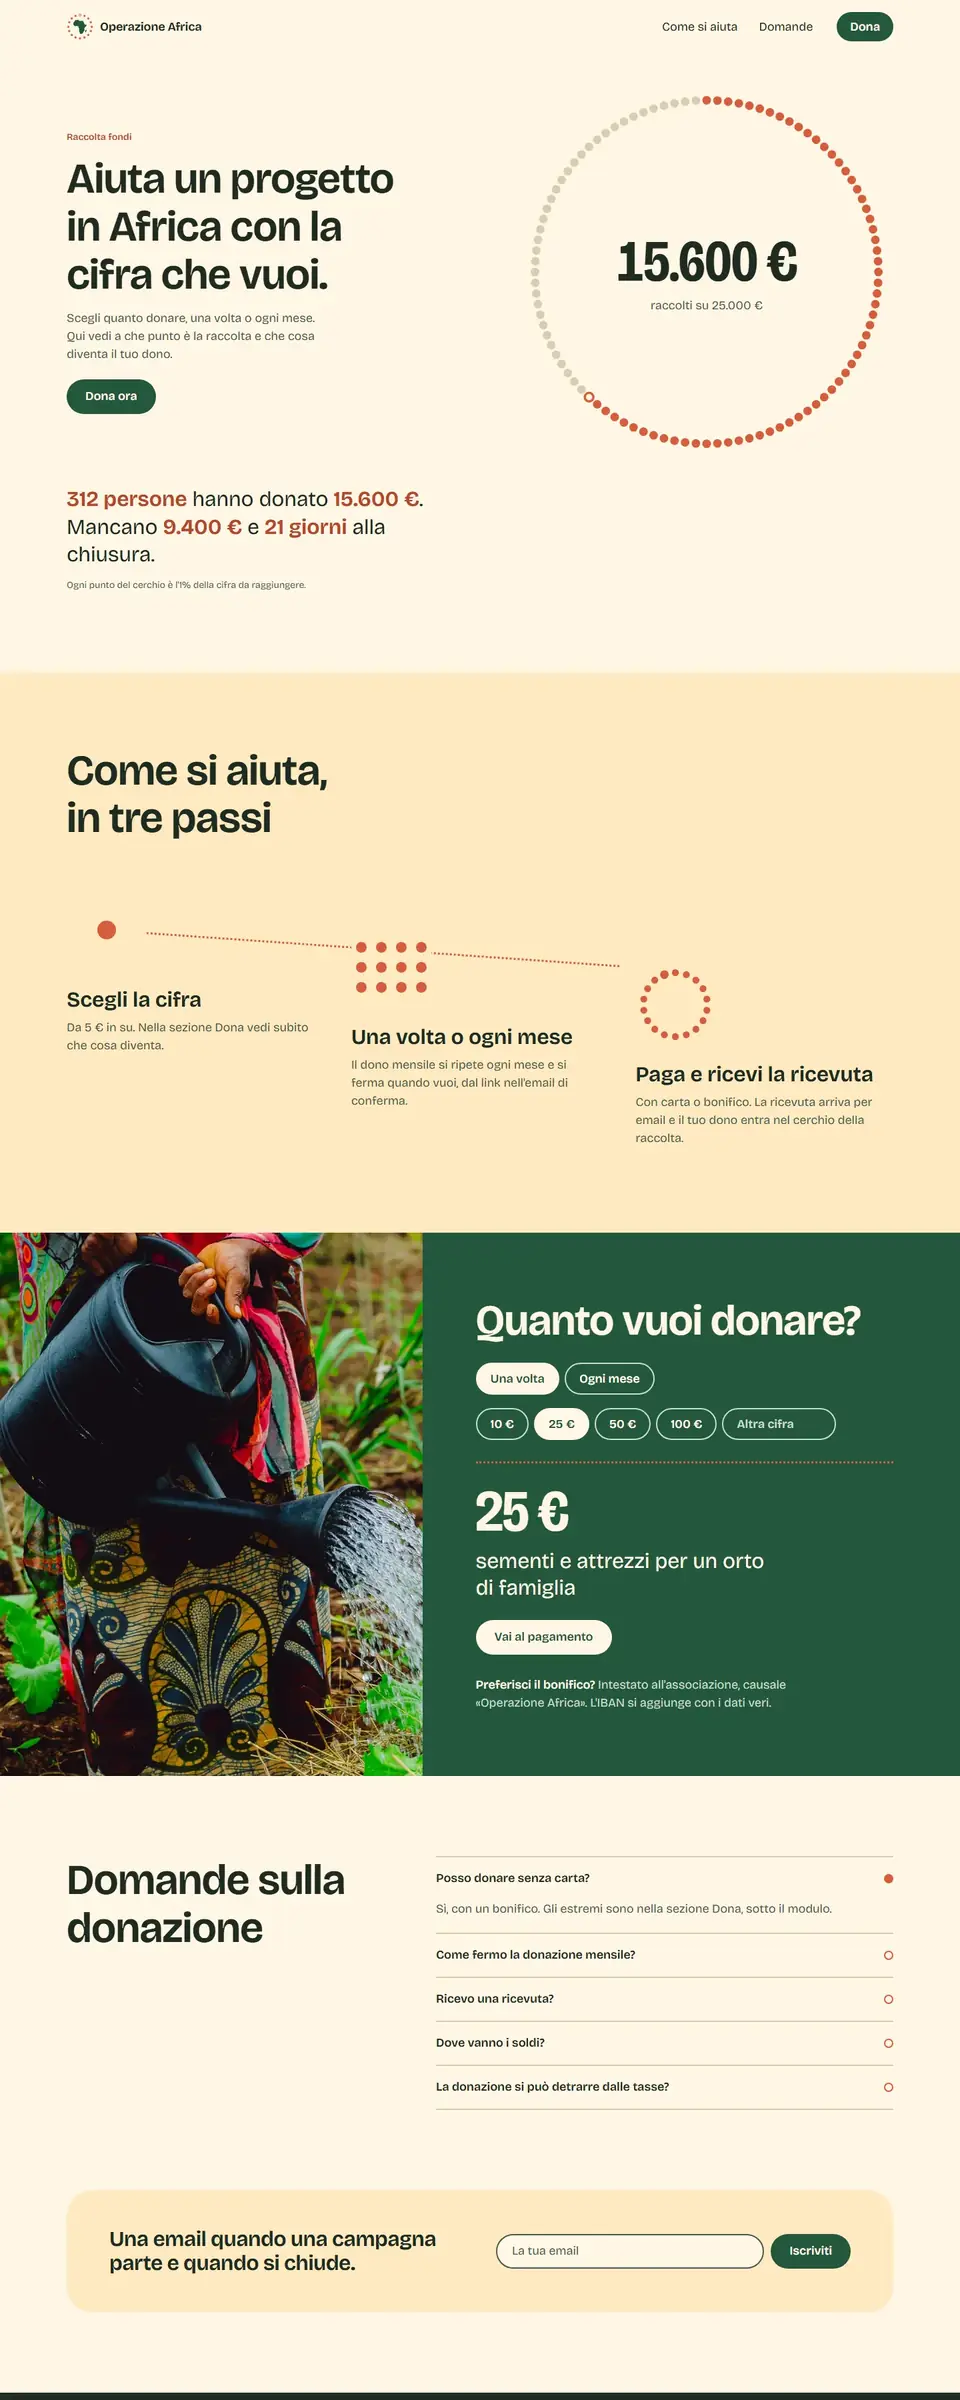 Operazione Africa
Come si aiuta
Domande
Dona
Raccolta fondi
Aiuta un progetto
in Africa con la
cifra che vuoi.
Scegli quanto donare, una volta o ogni mese.
Qui vedi a che punto è la raccolta e che cosa
diventa il tuo dono.
Dona ora
15.600 €
raccolti su 25.000 €
312 persone hanno donato 15.600 €.
Mancano 9.400 € e 21 giorni alla
chiusura.
Ogni punto del cerchio è l'1% della cifra da raggiungere.
Come si aiuta,
in tre passi
Scegli la cifra
Da 5 € in su. Nella sezione Dona vedi subito
che cosa diventa.
Una volta o ogni mese
Il dono mensile si ripete ogni mese e si
ferma quando vuoi, dal link nell'email di
conferma.
Paga e ricevi la ricevuta
Con carta o bonifico. La ricevuta arriva per
email e il tuo dono entra nel cerchio della
raccolta.
Quanto vuoi donare?
Una volta
Ogni mese
10 €
25 €
50 €
100 €
Altra cifra
25 €
sementi e attrezzi per un orto
di famiglia
Vai al pagamento
Preferisci il bonifico? Intestato all'associazione, causale
«Operazione Africa». L'IBAN si aggiunge con i dati veri.
Domande sulla
donazione
Posso donare senza carta?
Sì, con un bonifico. Gli estremi sono nella sezione Dona, sotto il modulo.
Come fermo la donazione mensile?
Ricevo una ricevuta?
Dove vanno i soldi?
La donazione si può detrarre dalle tasse?
Una email quando una campagna
parte e quando si chiude.
La tua email
Iscriviti